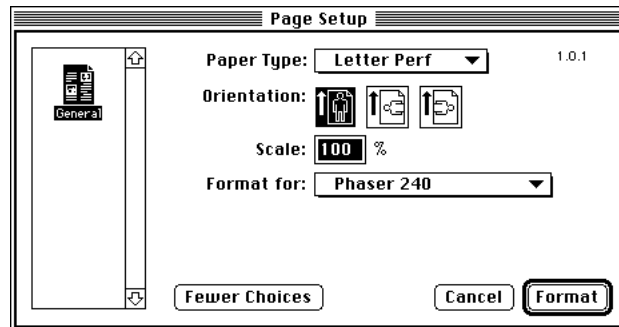 Page Setup
General
Paper Type: Letter Perf
1.0.1
Orientation:
Scale: 100 %
Format for: Phaser 240
Fewer Choices
Cancel
Format